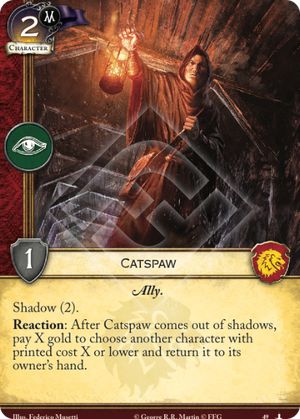 2
CHARACTER
1
CATSPAW
Ally.
Shadow (2).
Reaction: After Catspaw comes out of shadows,
pay X gold to choose another character with
printed cost X or lower and return it to its
owner's hand.
Illus. Federico Musetti © George R.R. Martin © FFG 49